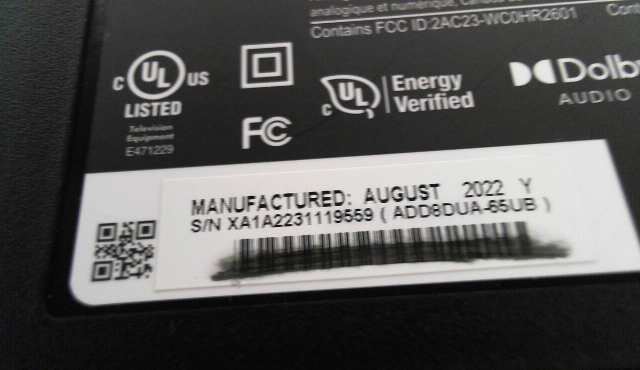 analogique et numérique, Canada
Contains FCC ID:2AC23-WC0HR2601
C UL US
LISTED
Television
Equipment
E471229
FC
C UL Energy
Verified
Dolby
AUDIO
MANUFACTURED: AUGUST 2022 Y
S/N XA1A2231119559 ( ADD8DUA-65UB )